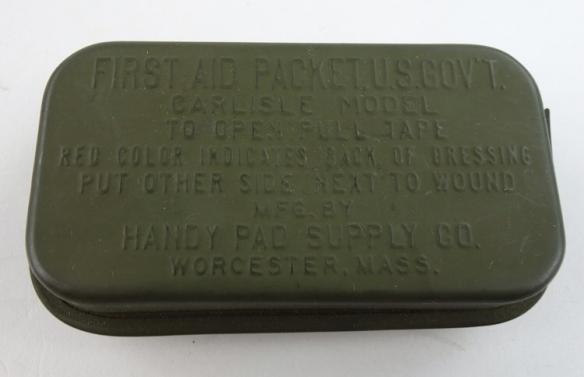 FIRST AID PACKET, U.S. GOV'T.
CARLISLE MODEL
TO OPEN PULL TAPE
RED COLOR INDICATES BACK OF DRESSING
PUT OTHER SIDE NEXT TO WOUND
MFG. BY
HANDY PAD SUPPLY CO.
WORCESTER, MASS.